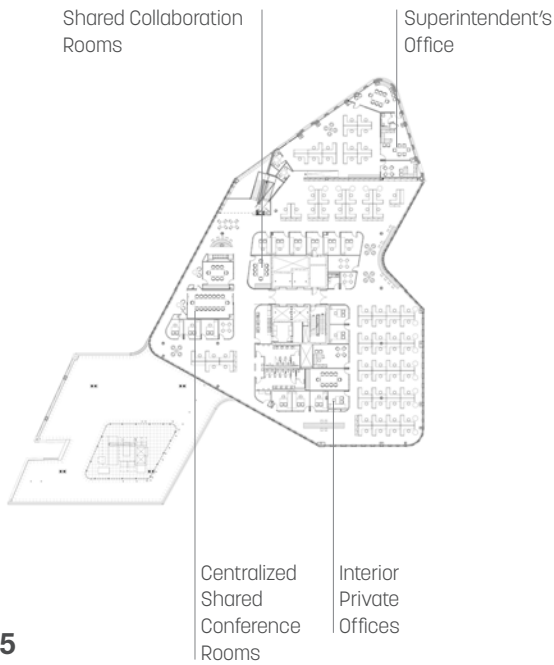 Shared Collaboration
Rooms
Superintendent's
Office
Centralized
Shared
Conference
Rooms
Interior
Private
Offices
5